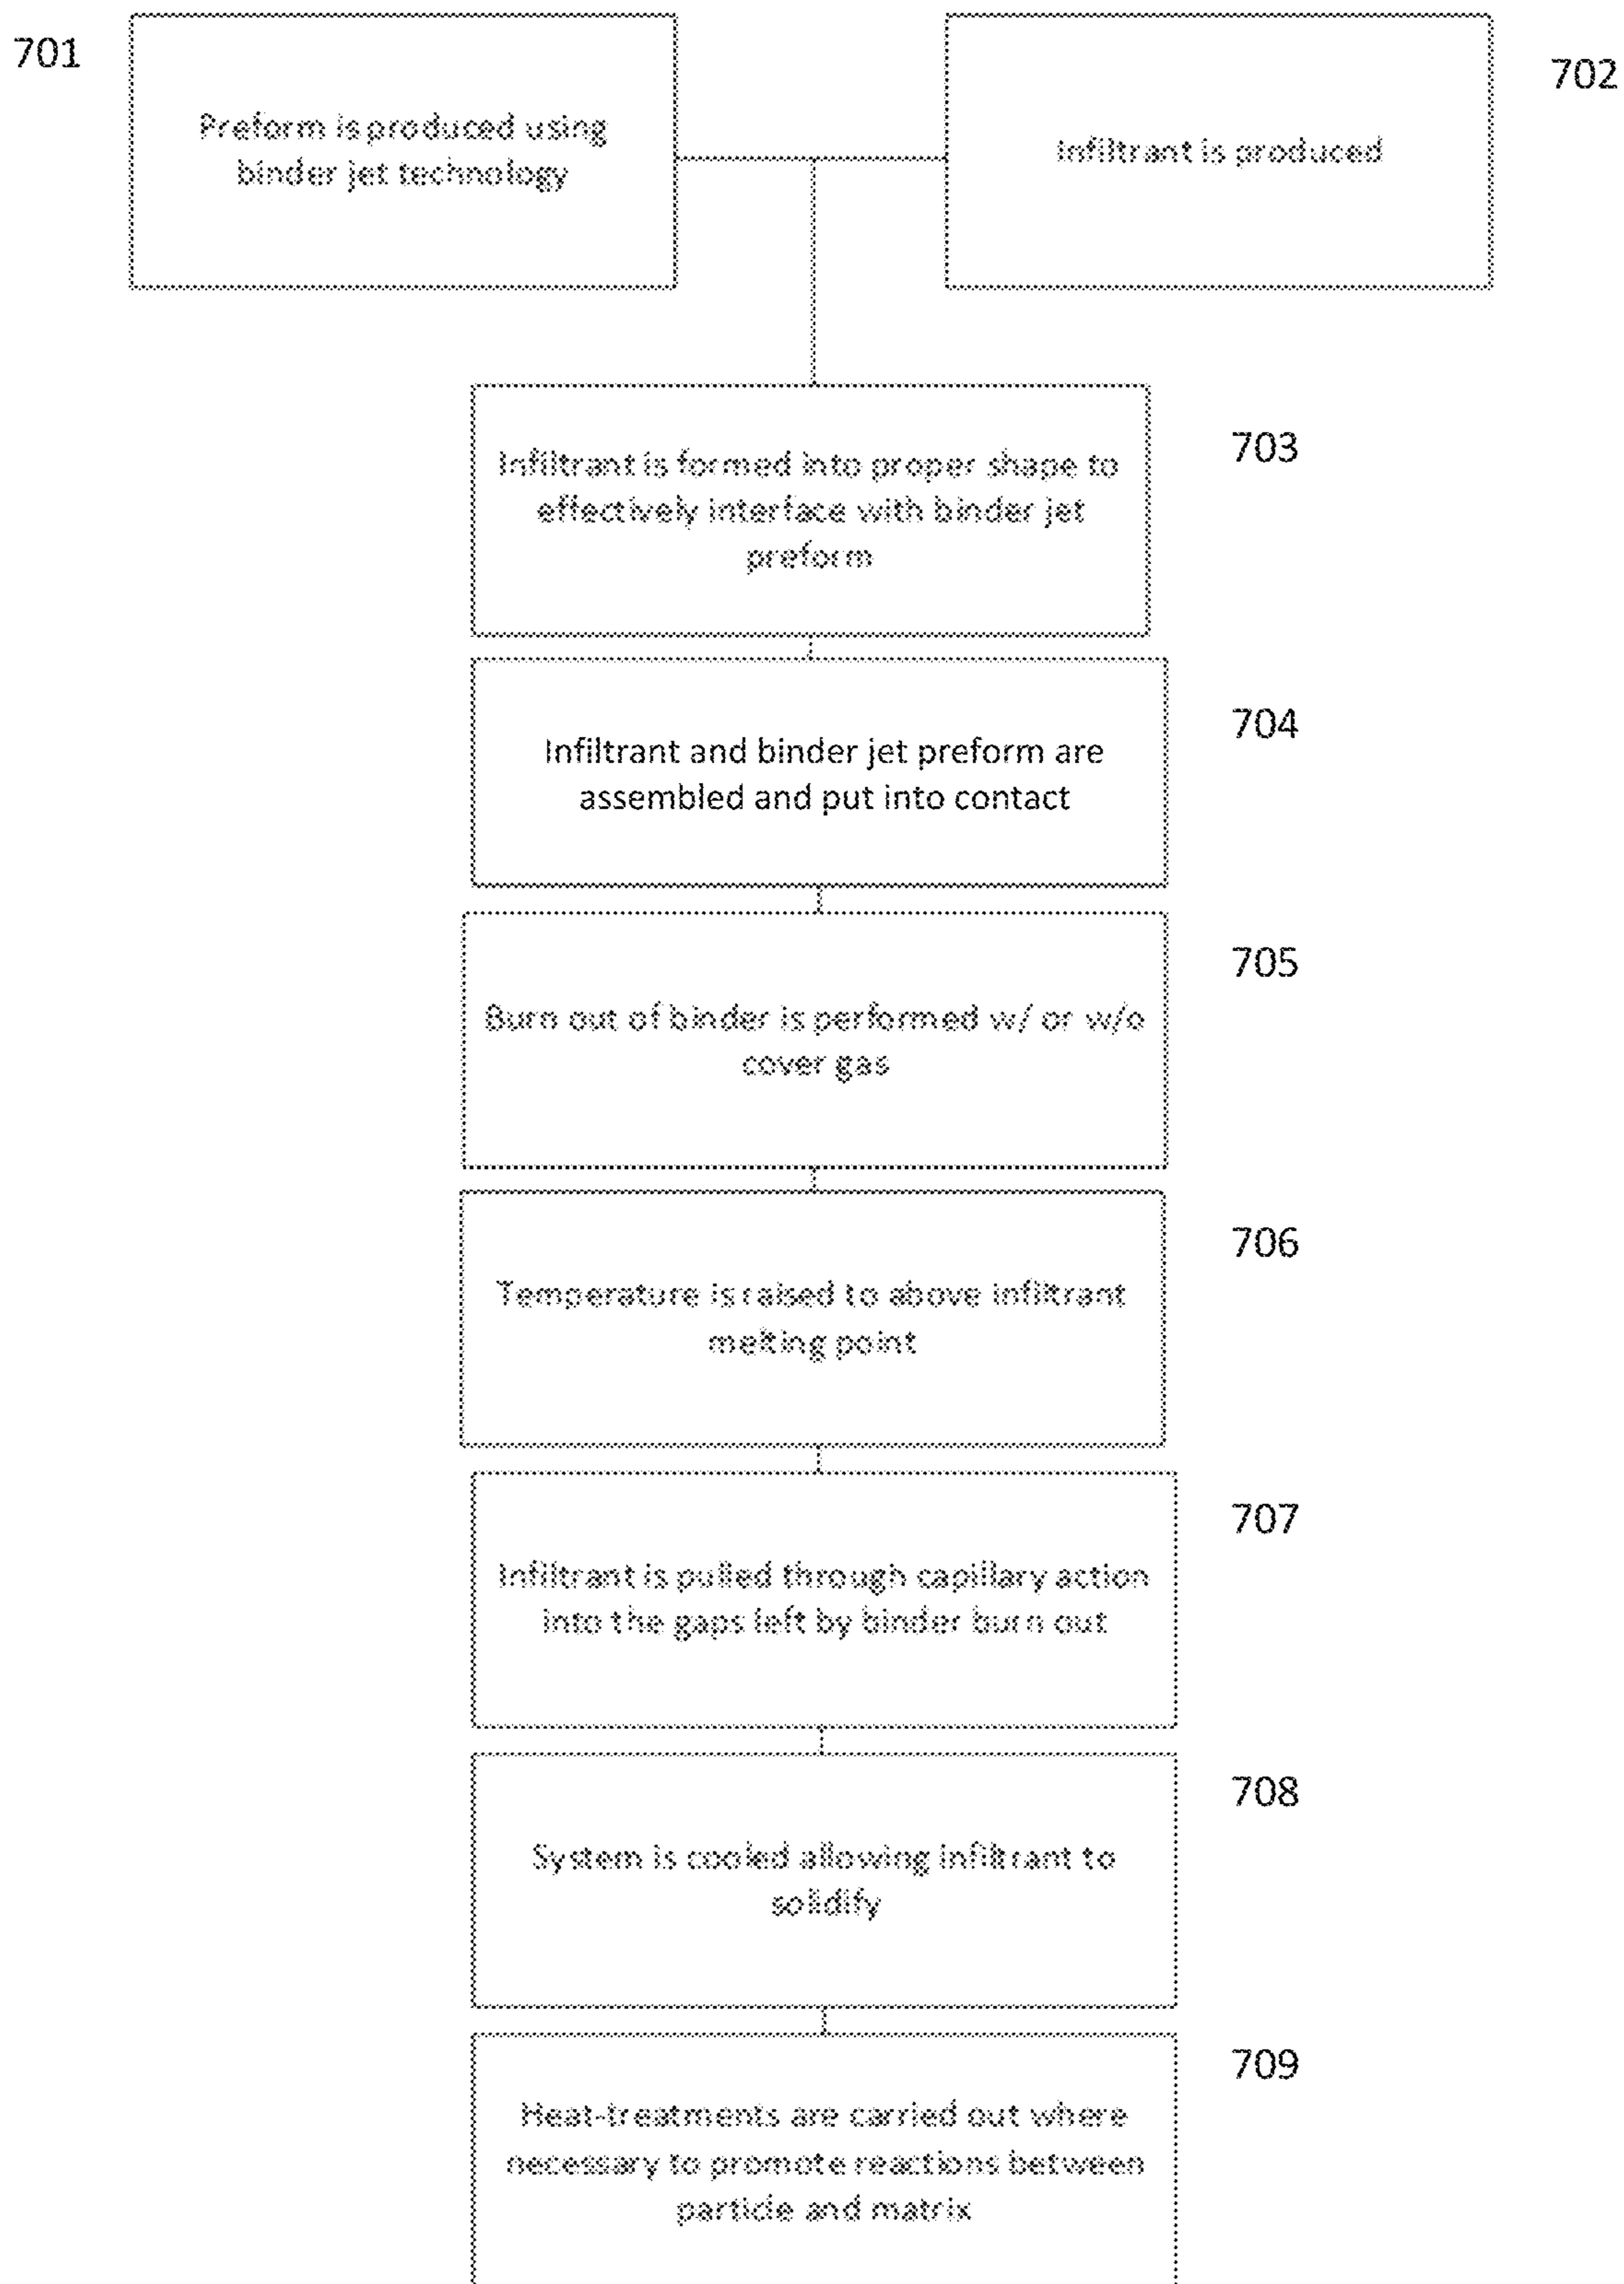 701
Preform is produced using
binder jet technology
702
Infiltrant is produced
703
Infiltrant is formed into proper shape to
effectively interface with binder jet
preform
704
Infiltrant and binder jet preform are
assembled and put into contact
705
Burn out of binder is performed w/ or w/o
cover gas
706
Temperature is raised to above infiltrant
melting point
707
Infiltrant is pulled through capillary action
into the gaps left by binder burn out
708
System is cooled allowing infiltrant to
solidify
709
Heat-treatments are carried out where
necessary to promote reactions between
particle and matrix